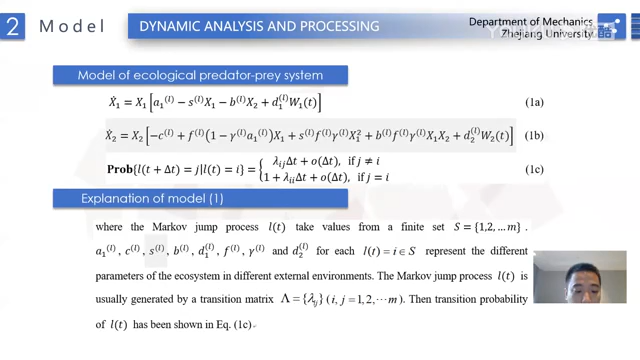 2 Model DYNAMIC ANALYSIS AND PROCESSING Department of Mechanics
Zhejiang University
Model of ecological predator-prey system
Ẋ₁ = X₁[a₁⁽ˡ⁾ − s⁽ˡ⁾X₁ − b⁽ˡ⁾X₂ + d₁⁽ˡ⁾W₁(t)] (1a)
Ẋ₂ = X₂[−c⁽ˡ⁾ + f⁽ˡ⁾(1 − γ⁽ˡ⁾a₁⁽ˡ⁾)X₁ + s⁽ˡ⁾f⁽ˡ⁾γ⁽ˡ⁾X₁² + b⁽ˡ⁾f⁽ˡ⁾γ⁽ˡ⁾X₁X₂ + d₂⁽ˡ⁾W₂(t)] (1b)
Prob{l(t + Δt) = j|l(t) = i} = { λᵢⱼΔt + o(Δt), if j ≠ i
1 + λᵢᵢΔt + o(Δt), if j = i (1c)
Explanation of model (1)
where the Markov jump process l(t) take values from a finite set S = {1,2,…m} .
a₁⁽ˡ⁾, c⁽ˡ⁾, s⁽ˡ⁾, b⁽ˡ⁾, d₁⁽ˡ⁾, f⁽ˡ⁾, γ⁽ˡ⁾ and d₂⁽ˡ⁾ for each l(t) = i ∈ S represent the different
parameters of the ecosystem in different external environments. The Markov jump process l(t) is
usually generated by a transition matrix Λ = {λᵢⱼ} (i, j = 1,2,⋯m). Then transition probability
of l(t) has been shown in Eq. (1c)